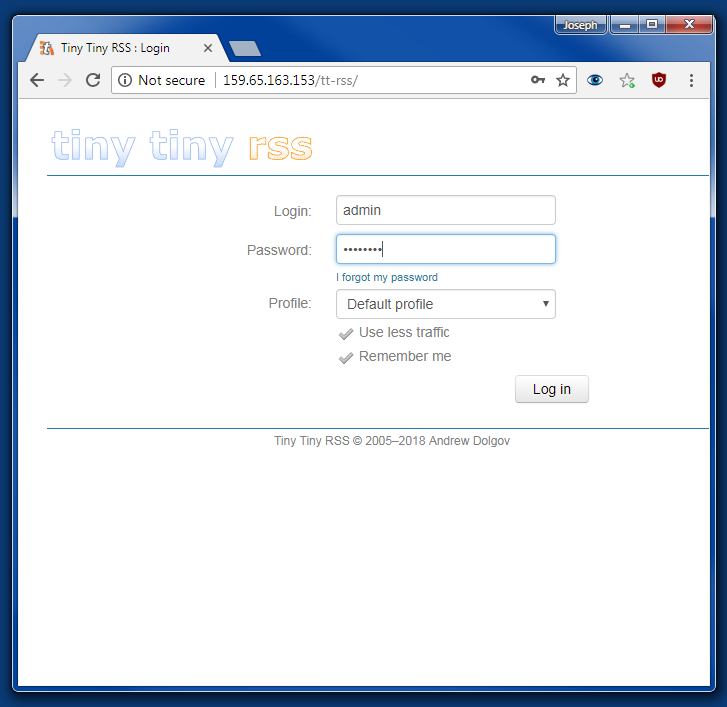 Joseph
Tiny Tiny RSS : Login
Not secure 159.65.163.153/tt-rss/
tiny tiny rss
Login: admin
Password: ••••••••
I forgot my password
Profile: Default profile
Use less traffic
Remember me
Log in
Tiny Tiny RSS © 2005–2018 Andrew Dolgov